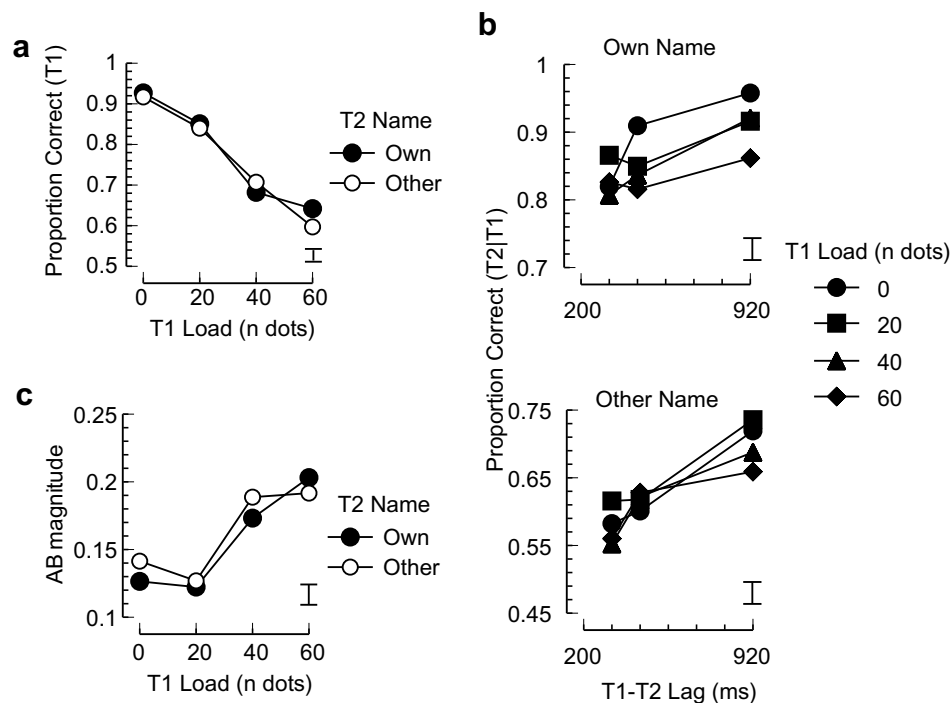 a
Proportion Correct (T1)
1
0.9
0.8
0.7
0.6
0.5
0
20
40
60
T1 Load (n dots)
T2 Name
Own
Other
b
Own Name
Proportion Correct (T2|T1)
1
0.9
0.8
0.7
200
920
T1 Load (n dots)
0
20
40
60
Other Name
0.75
0.65
0.55
0.45
200
920
T1-T2 Lag (ms)
c
AB magnitude
0.25
0.2
0.15
0.1
0
20
40
60
T1 Load (n dots)
T2 Name
Own
Other